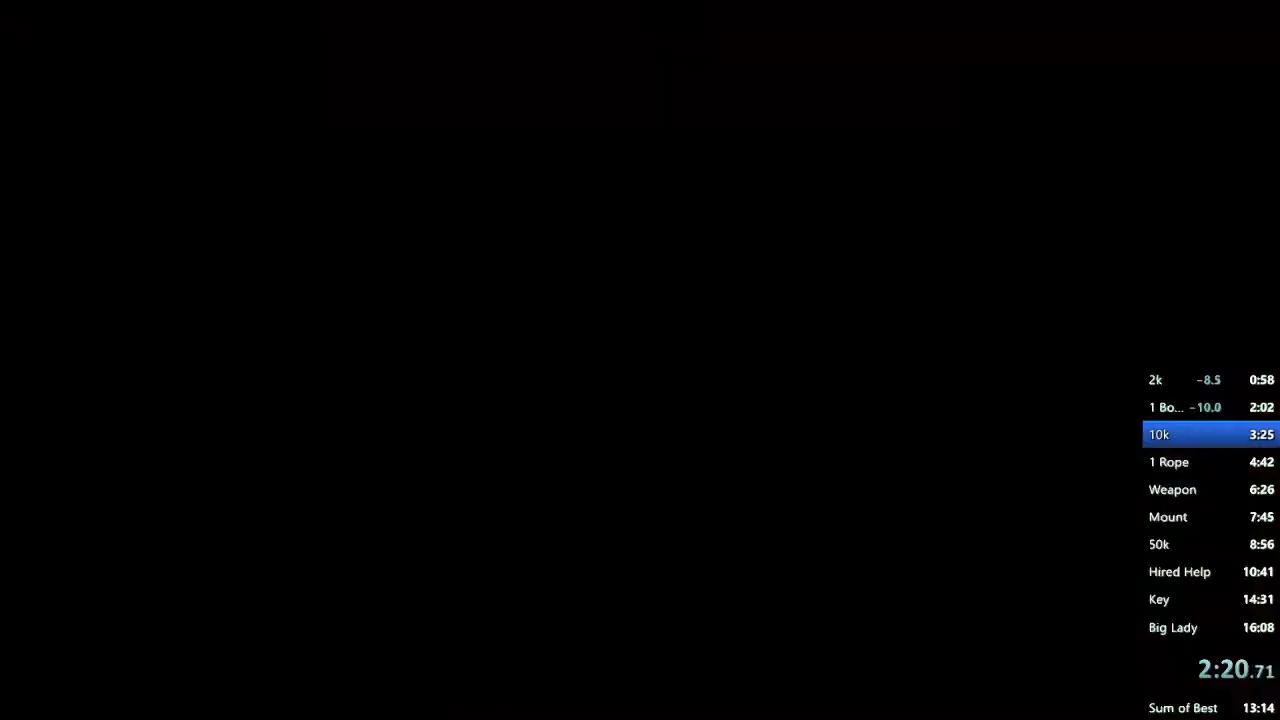 2k -8.5 0:58
1 Bo... -10.0 2:02
10k 3:25
1 Rope 4:42
Weapon 6:26
Mount 7:45
50k 8:56
Hired Help 10:41
Key 14:31
Big Lady 16:08
2:20.71
Sum of Best 13:14